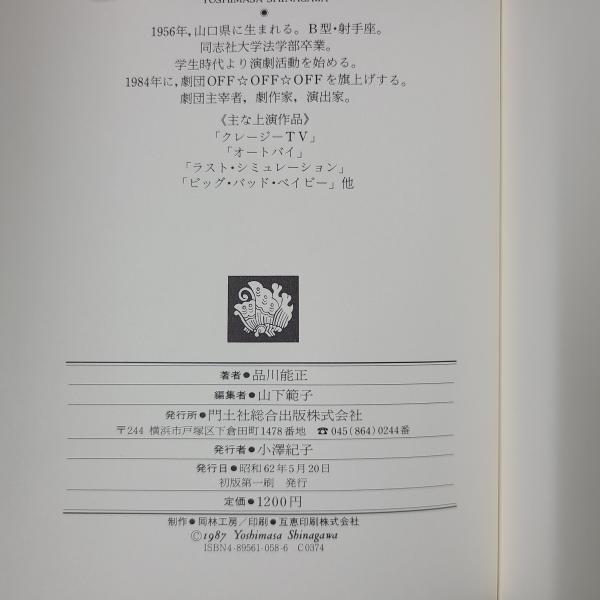 YOSHIMASA SHINAGAWA
1956年,山口県に生まれる。B型・射手座。
同志社大学法学部卒業。
学生時代より演劇活動を始める。
1984年に,劇団OFF☆OFF☆OFFを旗上げする。
劇団主宰者,劇作家,演出家。
《主な上演作品》
「クレージーTV」
「オートバイ」
「ラスト・シミュレーション」
「ビッグ・バッド・ベイビー」他
著者●品川能正
編集者●山下範子
発行所●門土社総合出版株式会社
〒244 横浜市戸塚区下倉田町1478番地 ☎045(864)0244番
発行者●小澤紀子
発行日●昭和62年5月20日
初版第一刷 発行
定価●1200円
制作●岡林工房/印刷●互恵印刷株式会社
©1987 Yoshimasa Shinagawa
ISBN4-89561-058-6 C0374